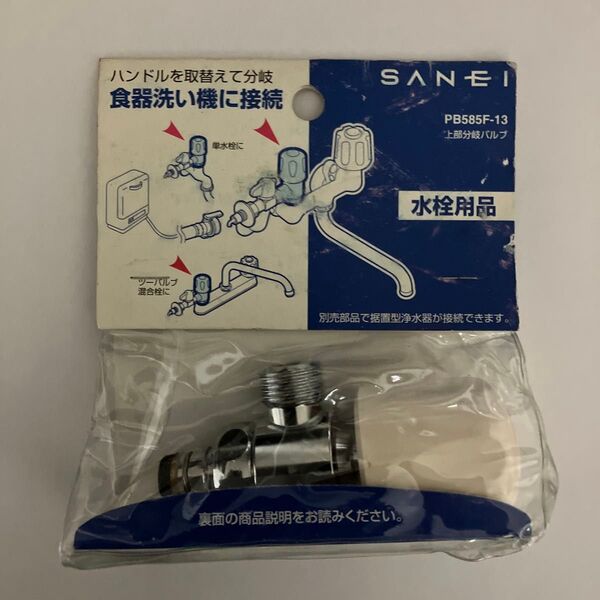 ハンドルを取替えて分岐
食器洗い機に接続
SANEI
PB585F-13
上部分岐バルブ
単水栓に
水栓用品
ツーバルブ
混合栓に
別売部品で据置型浄水器が接続できます。
裏面の商品説明をお読みください。